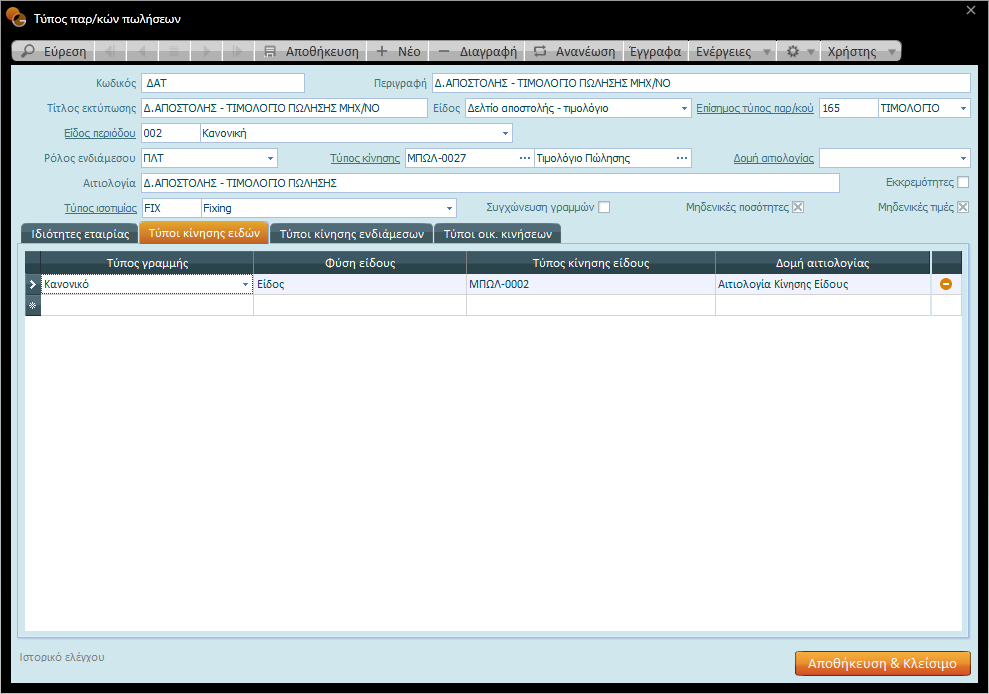 Τύπος παρ/κών πωλήσεων
Εύρεση Αποθήκευση Νέο Διαγραφή Ανανέωση Έγγραφα Ενέργειες Χρήστης
Κωδικός ΔΑΤ Περιγραφή Δ.ΑΠΟΣΤΟΛΗΣ - ΤΙΜΟΛΟΓΙΟ ΠΩΛΗΣΗΣ ΜΗΧ/ΝΟ
Τίτλος εκτύπωσης Δ.ΑΠΟΣΤΟΛΗΣ - ΤΙΜΟΛΟΓΙΟ ΠΩΛΗΣΗΣ ΜΗΧ/ΝΟ Είδος Δελτίο αποστολής - τιμολόγιο Επίσημος τύπος παρ/κού 165 ΤΙΜΟΛΟΓΙΟ
Είδος περιόδου 002 Κανονική
Ρόλος ενδιάμεσου ΠΛΤ Τύπος κίνησης ΜΠΩΛ-0027 ... Τιμολόγιο Πώλησης ... Δομή αιτιολογίας
Αιτιολογία Δ.ΑΠΟΣΤΟΛΗΣ - ΤΙΜΟΛΟΓΙΟ ΠΩΛΗΣΗΣ Εκκρεμότητες
Τύπος ισοτιμίας FIX Fixing Συγχώνευση γραμμών Μηδενικές ποσότητες Μηδενικές τιμές
Ιδιότητες εταιρίας Τύποι κίνησης ειδών Τύποι κίνησης ενδιάμεσων Τύποι οικ. κινήσεων
Τύπος γραμμής Φύση είδους Τύπος κίνησης είδους Δομή αιτιολογίας
Κανονικό Είδος ΜΠΩΛ-0002 Αιτιολογία Κίνησης Είδους
Ιστορικό ελέγχου
Αποθήκευση & Κλείσιμο